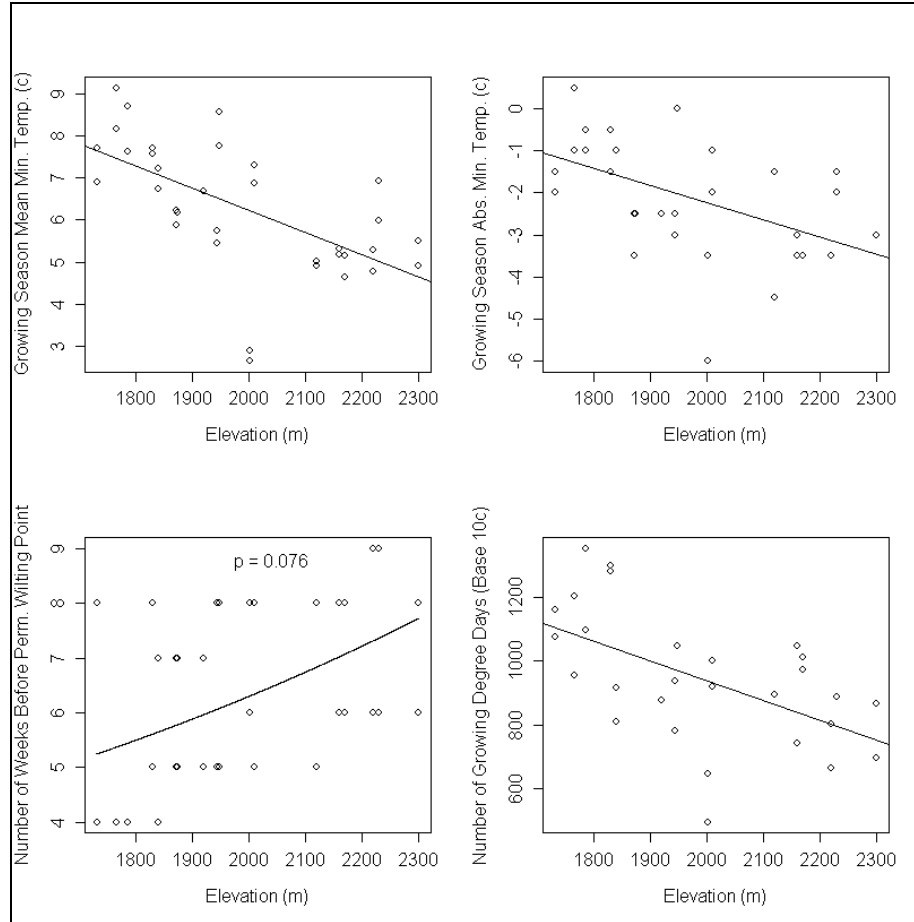 Growing Season Mean Min. Temp. (c)
9
8
7
6
5
4
3
1800 1900 2000 2100 2200 2300
Elevation (m)
Growing Season Abs. Min. Temp. (c)
0
-1
-2
-3
-4
-5
-6
1800 1900 2000 2100 2200 2300
Elevation (m)
Number of Weeks Before Perm. Wilting Point
9
8
7
6
5
4
p = 0.076
1800 1900 2000 2100 2200 2300
Elevation (m)
Number of Growing Degree Days (Base 10c)
1200
1000
800
600
1800 1900 2000 2100 2200 2300
Elevation (m)